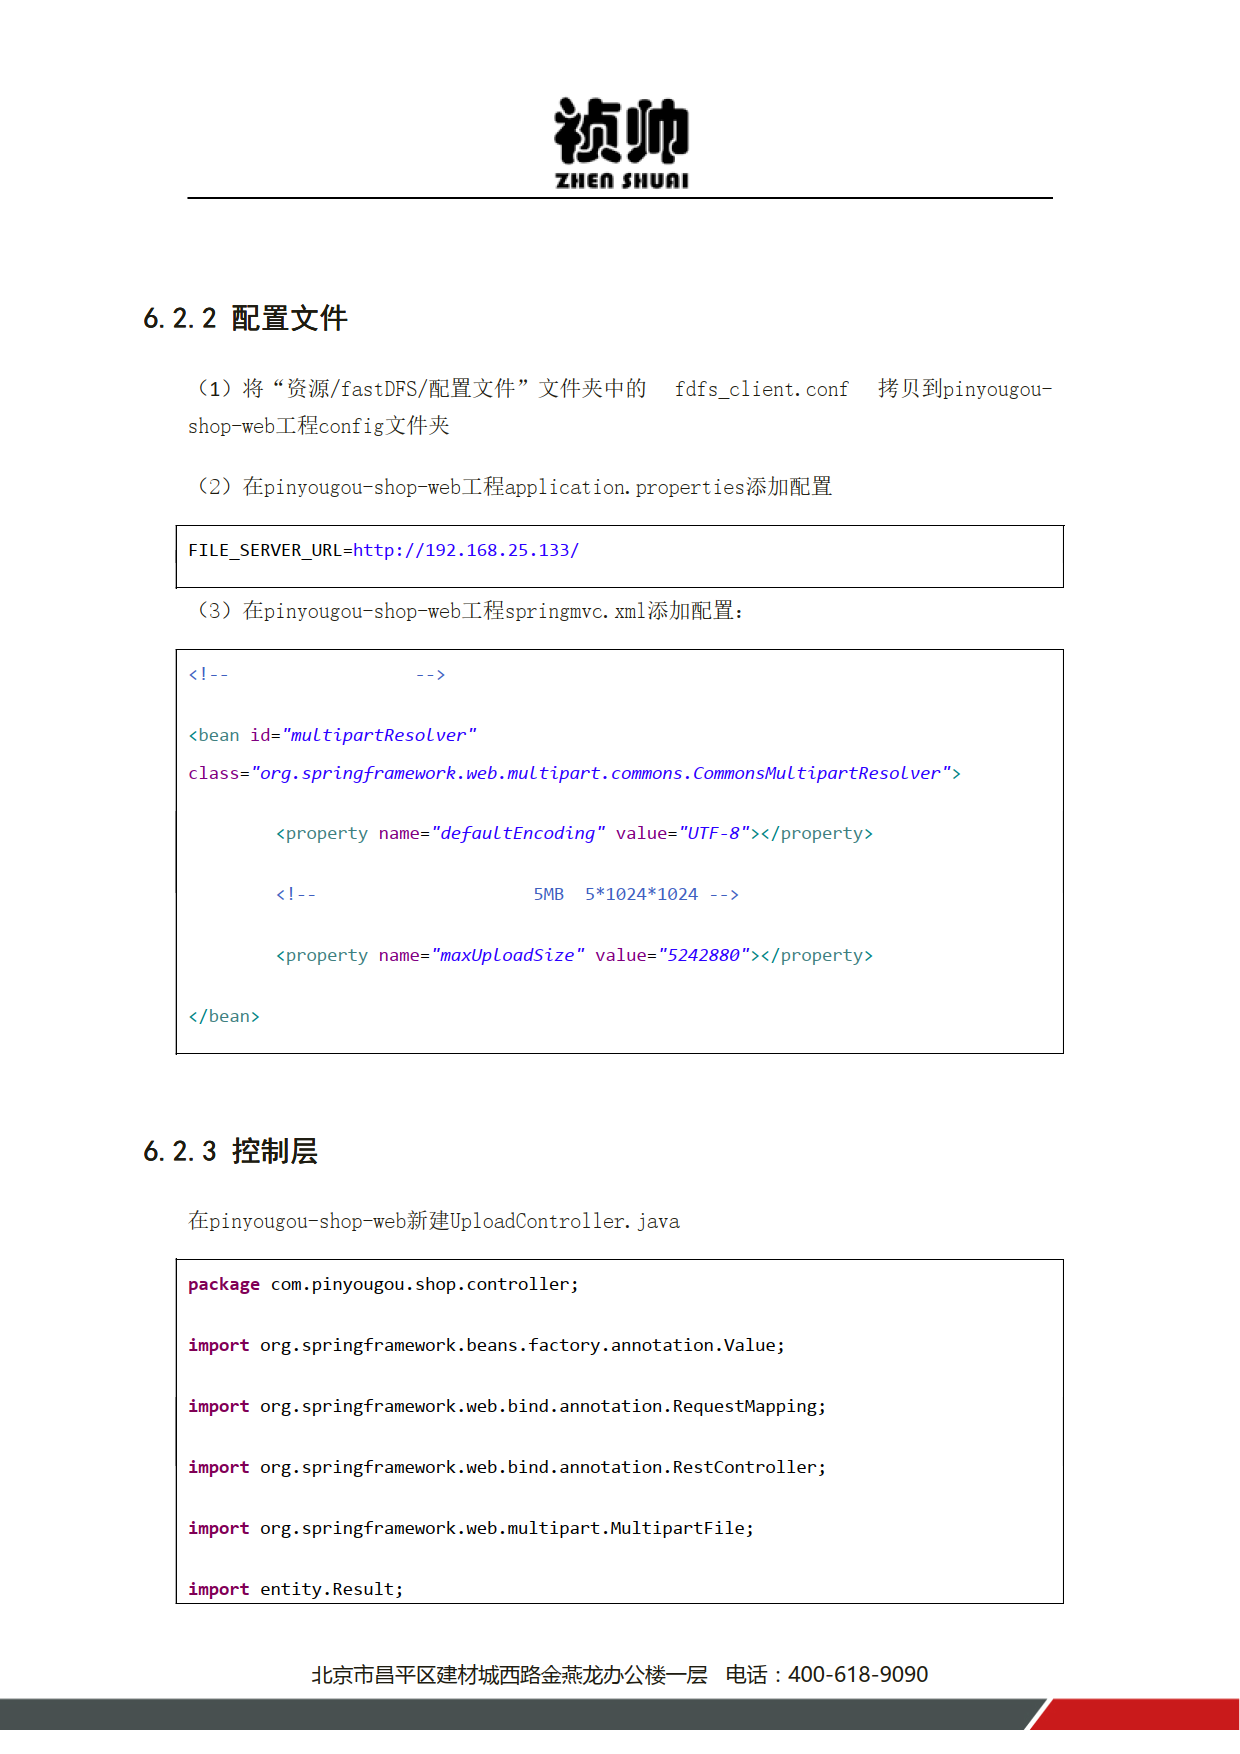 祯帅
ZHEN SHUAI
6.2.2 配置文件
（1）将“资源/fastDFS/配置文件”文件夹中的 fdfs_client.conf 拷贝到pinyougou-
shop-web工程config文件夹
（2）在pinyougou-shop-web工程application.properties添加配置
FILE_SERVER_URL=http://192.168.25.133/
（3）在pinyougou-shop-web工程springmvc.xml添加配置：
<!-- -->
<bean id="multipartResolver"
class="org.springframework.web.multipart.commons.CommonsMultipartResolver">
<property name="defaultEncoding" value="UTF-8"></property>
<!-- 5MB 5*1024*1024 -->
<property name="maxUploadSize" value="5242880"></property>
</bean>
6.2.3 控制层
在pinyougou-shop-web新建UploadController.java
package com.pinyougou.shop.controller;
import org.springframework.beans.factory.annotation.Value;
import org.springframework.web.bind.annotation.RequestMapping;
import org.springframework.web.bind.annotation.RestController;
import org.springframework.web.multipart.MultipartFile;
import entity.Result;
北京市昌平区建材城西路金燕龙办公楼一层 电话：400-618-9090